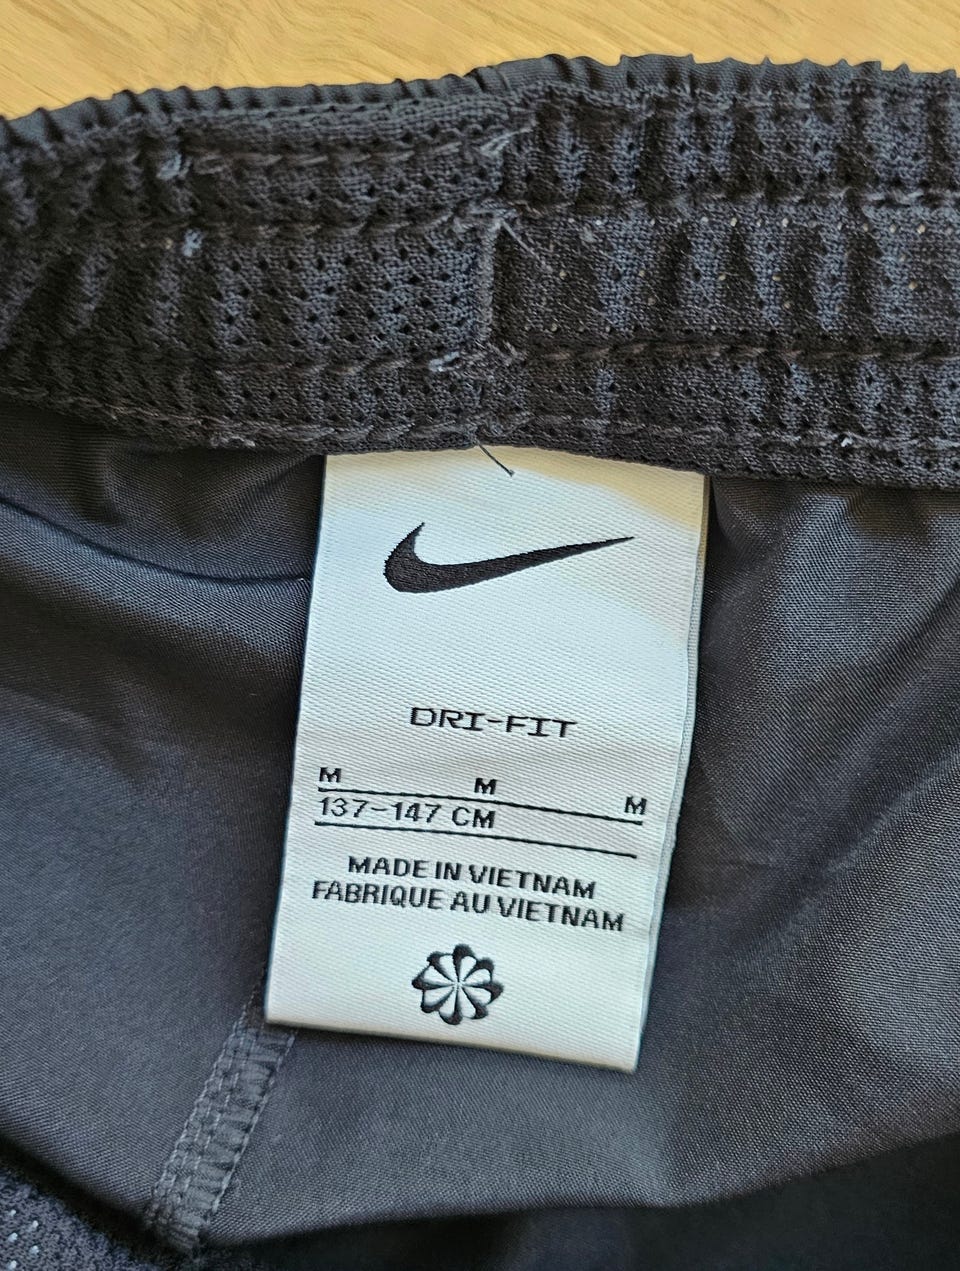 DRI-FIT
M M M
137-147 CM
MADE IN VIETNAM
FABRIQUE AU VIETNAM